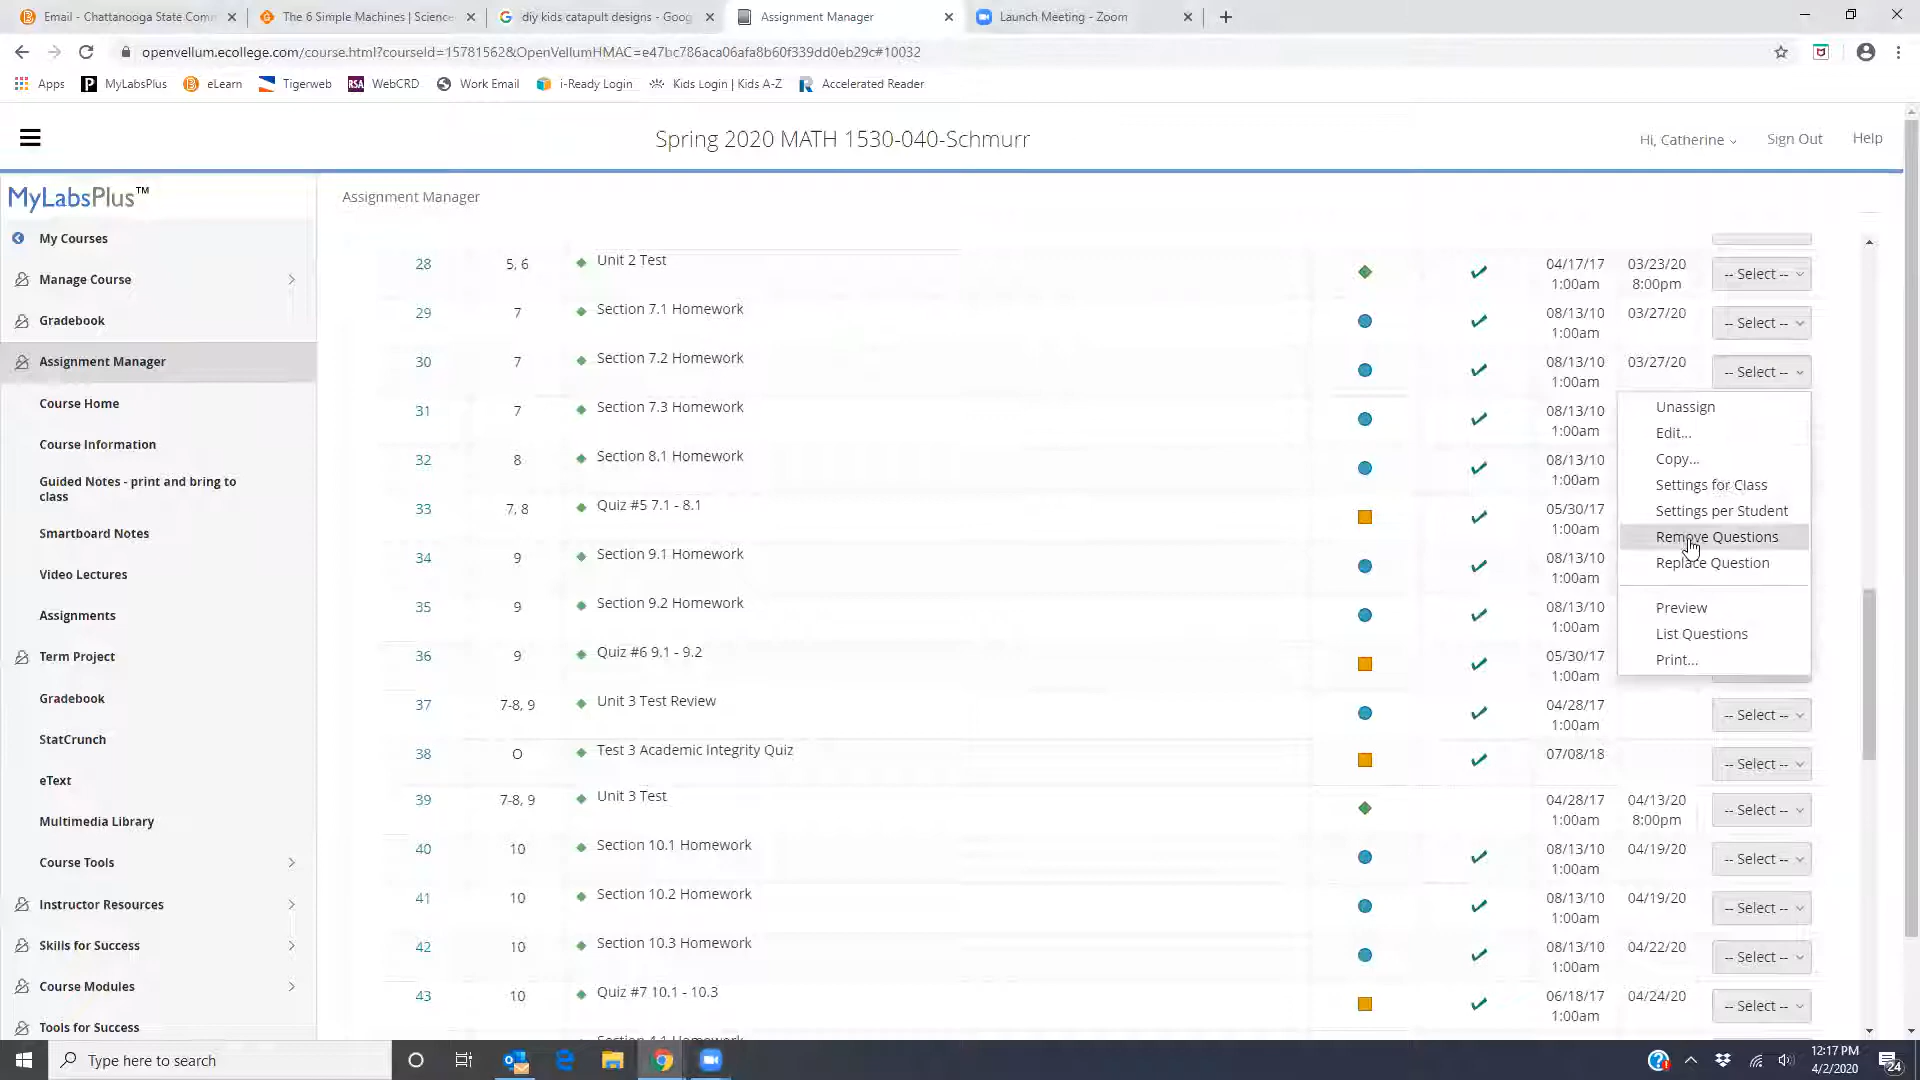 Email - Chattanooga State Com
The 6 Simple Machines | Science
diy kids catapult designs - Goog
Assignment Manager
Launch Meeting - Zoom
openvellum.ecollege.com/course.html?courseId=15781562&OpenVellumHMAC=e47bc786aca06afa8b60f339dd0eb29c#10032
Apps
MyLabsPlus
eLearn
Tigerweb
RSA WebCRD
Work Email
i-Ready Login
Kids Login | Kids A-Z
Accelerated Reader
Spring 2020 MATH 1530-040-Schmurr
Hi, Catherine
Sign Out
Help
MyLabsPlus™
My Courses
Manage Course
Gradebook
Assignment Manager
Course Home
Course Information
Guided Notes - print and bring to
class
Smartboard Notes
Video Lectures
Assignments
Term Project
Gradebook
StatCrunch
eText
Multimedia Library
Course Tools
Instructor Resources
Skills for Success
Course Modules
Tools for Success
Assignment Manager
28 5, 6 Unit 2 Test 04/17/17 03/23/20 -- Select --
1:00am 8:00pm
29 7 Section 7.1 Homework 08/13/10 03/27/20 -- Select --
1:00am
30 7 Section 7.2 Homework 08/13/10 03/27/20 -- Select --
1:00am
31 7 Section 7.3 Homework 08/13/10
1:00am
32 8 Section 8.1 Homework 08/13/10
1:00am
33 7, 8 Quiz #5 7.1 - 8.1 05/30/17
1:00am
34 9 Section 9.1 Homework 08/13/10
1:00am
35 9 Section 9.2 Homework 08/13/10
1:00am
36 9 Quiz #6 9.1 - 9.2 05/30/17
1:00am
37 7-8, 9 Unit 3 Test Review 04/28/17 -- Select --
1:00am
38 O Test 3 Academic Integrity Quiz 07/08/18 -- Select --
39 7-8, 9 Unit 3 Test 04/28/17 04/13/20 -- Select --
1:00am 8:00pm
40 10 Section 10.1 Homework 08/13/10 04/19/20 -- Select --
1:00am
41 10 Section 10.2 Homework 08/13/10 04/19/20 -- Select --
1:00am
42 10 Section 10.3 Homework 08/13/10 04/22/20 -- Select --
1:00am
43 10 Quiz #7 10.1 - 10.3 06/18/17 04/24/20 -- Select --
1:00am
Unassign
Edit...
Copy...
Settings for Class
Settings per Student
Remove Questions
Replace Question
Preview
List Questions
Print...
Type here to search
12:17 PM
4/2/2020
24